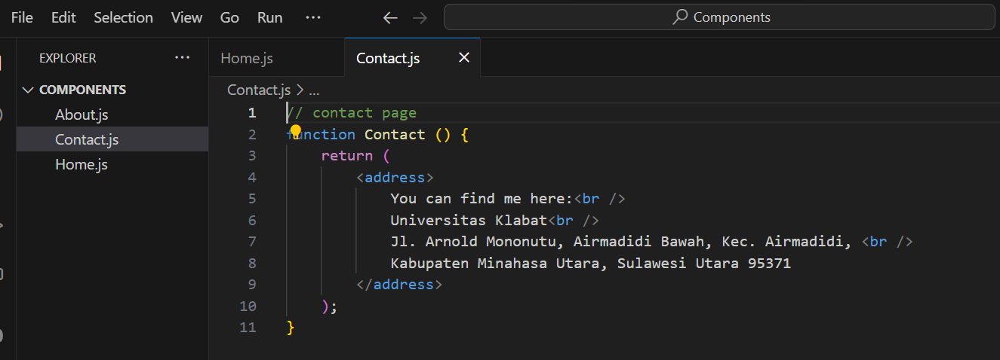 File Edit Selection View Go Run ··· Components
EXPLORER ···
COMPONENTS
About.js
Contact.js
Home.js
Home.js Contact.js
Contact.js > ...
1 // contact page
2 function Contact () {
3 return (
4 <address>
5 You can find me here:<br />
6 Universitas Klabat<br />
7 Jl. Arnold Mononutu, Airmadidi Bawah, Kec. Airmadidi, <br />
8 Kabupaten Minahasa Utara, Sulawesi Utara 95371
9 </address>
10 );
11 }